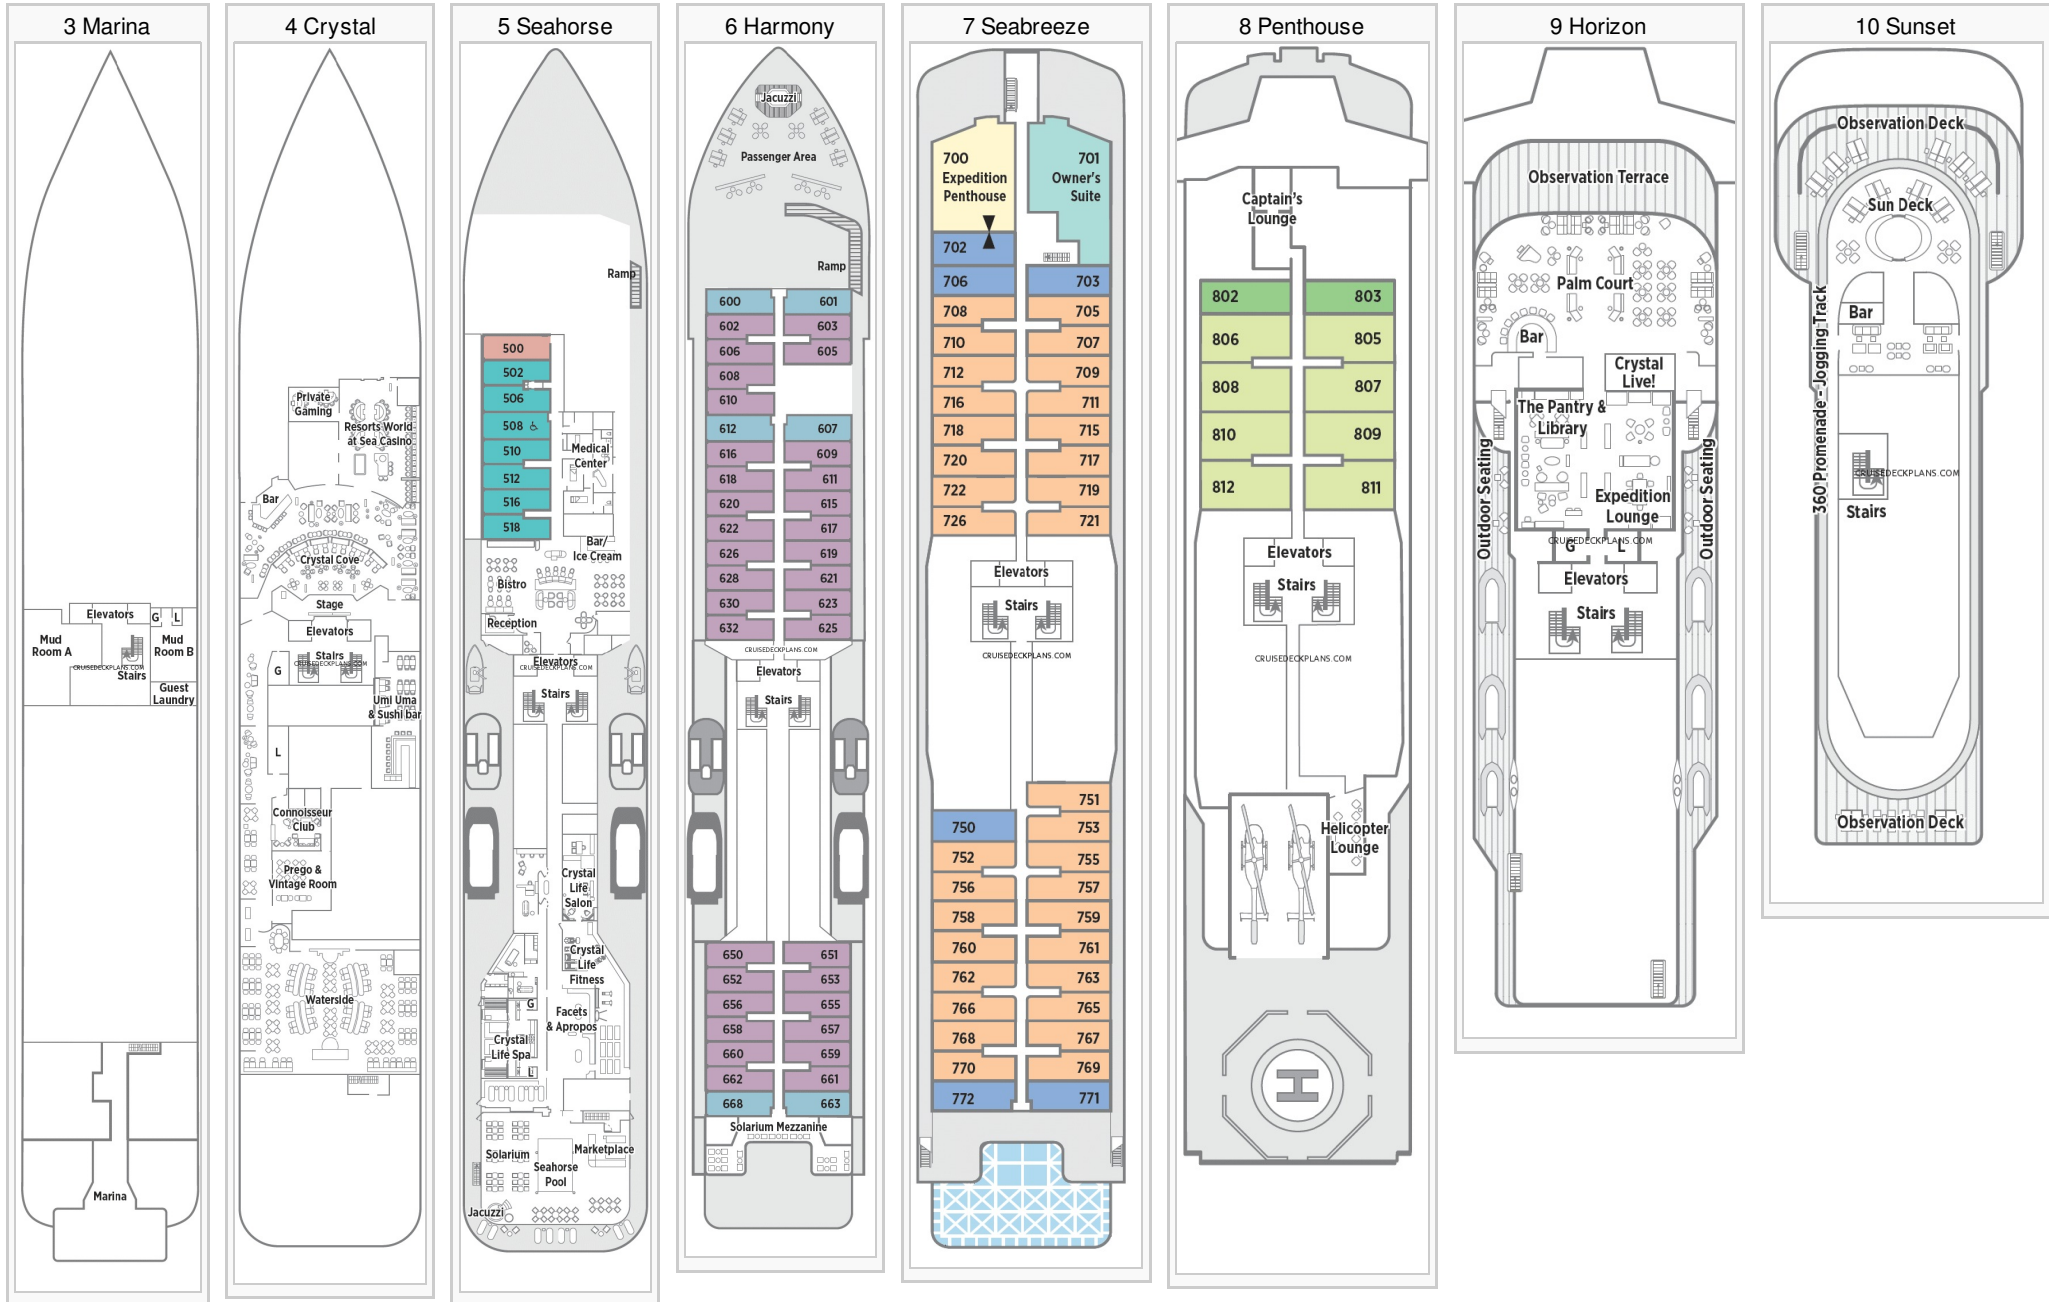 3 Marina
Elevators
G L
Mud
Room A
Mud
Room B
CRUISEDECKPLANS.COM
Stairs
Guest
Laundry
Marina
4 Crystal
Private
Gaming
Resorts World
at Sea Casino
Bar
Crystal Cove
Stage
Elevators
Stairs
CRUISEDECKPLANS.COM
G
Umi Uma
& Sushi bar
L
Connoisseur
Club
Prego &
Vintage Room
Waterside
5 Seahorse
Ramp
500
502
506
508
510
512
516
518
Medical
Center
Bar/
Ice Cream
Bistro
Reception
Elevators
CRUISEDECKPLANS.COM
Stairs
Crystal
Life
Salon
Crystal
Life
Fitness
G
Facets
& Apropos
Crystal
Life Spa
L
Solarium
Marketplace
Seahorse
Pool
Jacuzzi
6 Harmony
Jacuzzi
Passenger Area
Ramp
600 601
602 603
606 605
608
610
612 607
616 609
618 611
620 615
622 617
626 619
628 621
630 623
632 625
CRUISEDECKPLANS.COM
Elevators
Stairs
650 651
652 653
656 655
658 657
660 659
662 661
668 663
Solarium Mezzanine
7 Seabreeze
700
Expedition
Penthouse
701
Owner's
Suite
702
706 703
708 705
710 707
712 709
716 711
718 715
720 717
722 719
726 721
Elevators
Stairs
CRUISEDECKPLANS.COM
751
750 753
752 755
756 757
758 759
760 761
762 763
766 765
768 767
770 769
772 771
8 Penthouse
Captain's
Lounge
802 803
806 805
808 807
810 809
812 811
Elevators
Stairs
CRUISEDECKPLANS.COM
Helicopter
Lounge
H
9 Horizon
Observation Terrace
Palm Court
Bar
Crystal
Live!
The Pantry &
Library
Outdoor Seating
Outdoor Seating
Expedition
Lounge
CRUISEDECKPLANS.COM
G L
Elevators
Stairs
10 Sunset
Observation Deck
Sun Deck
Bar
360 Promenade - Jogging Track
CRUISEDECKPLANS.COM
Stairs
Observation Deck